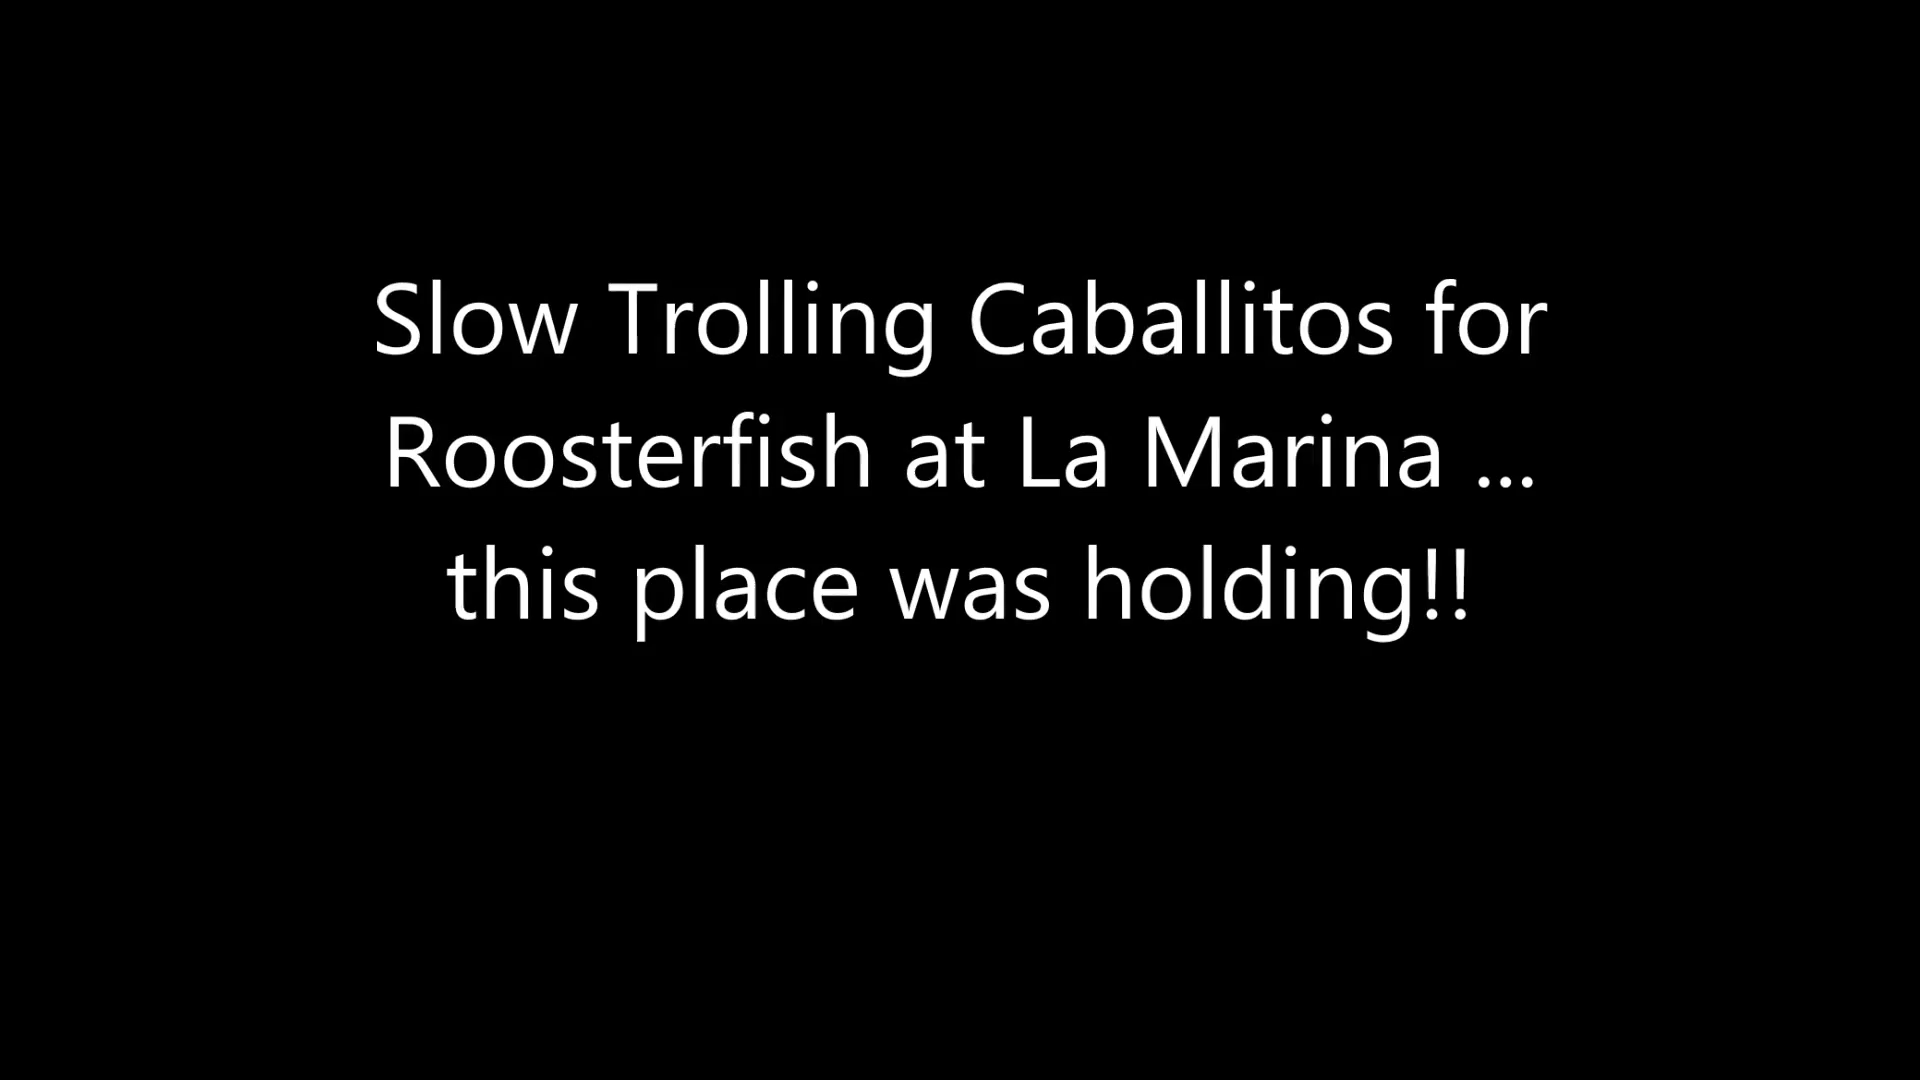 Slow Trolling Caballitos for
Roosterfish at La Marina ...
this place was holding!!